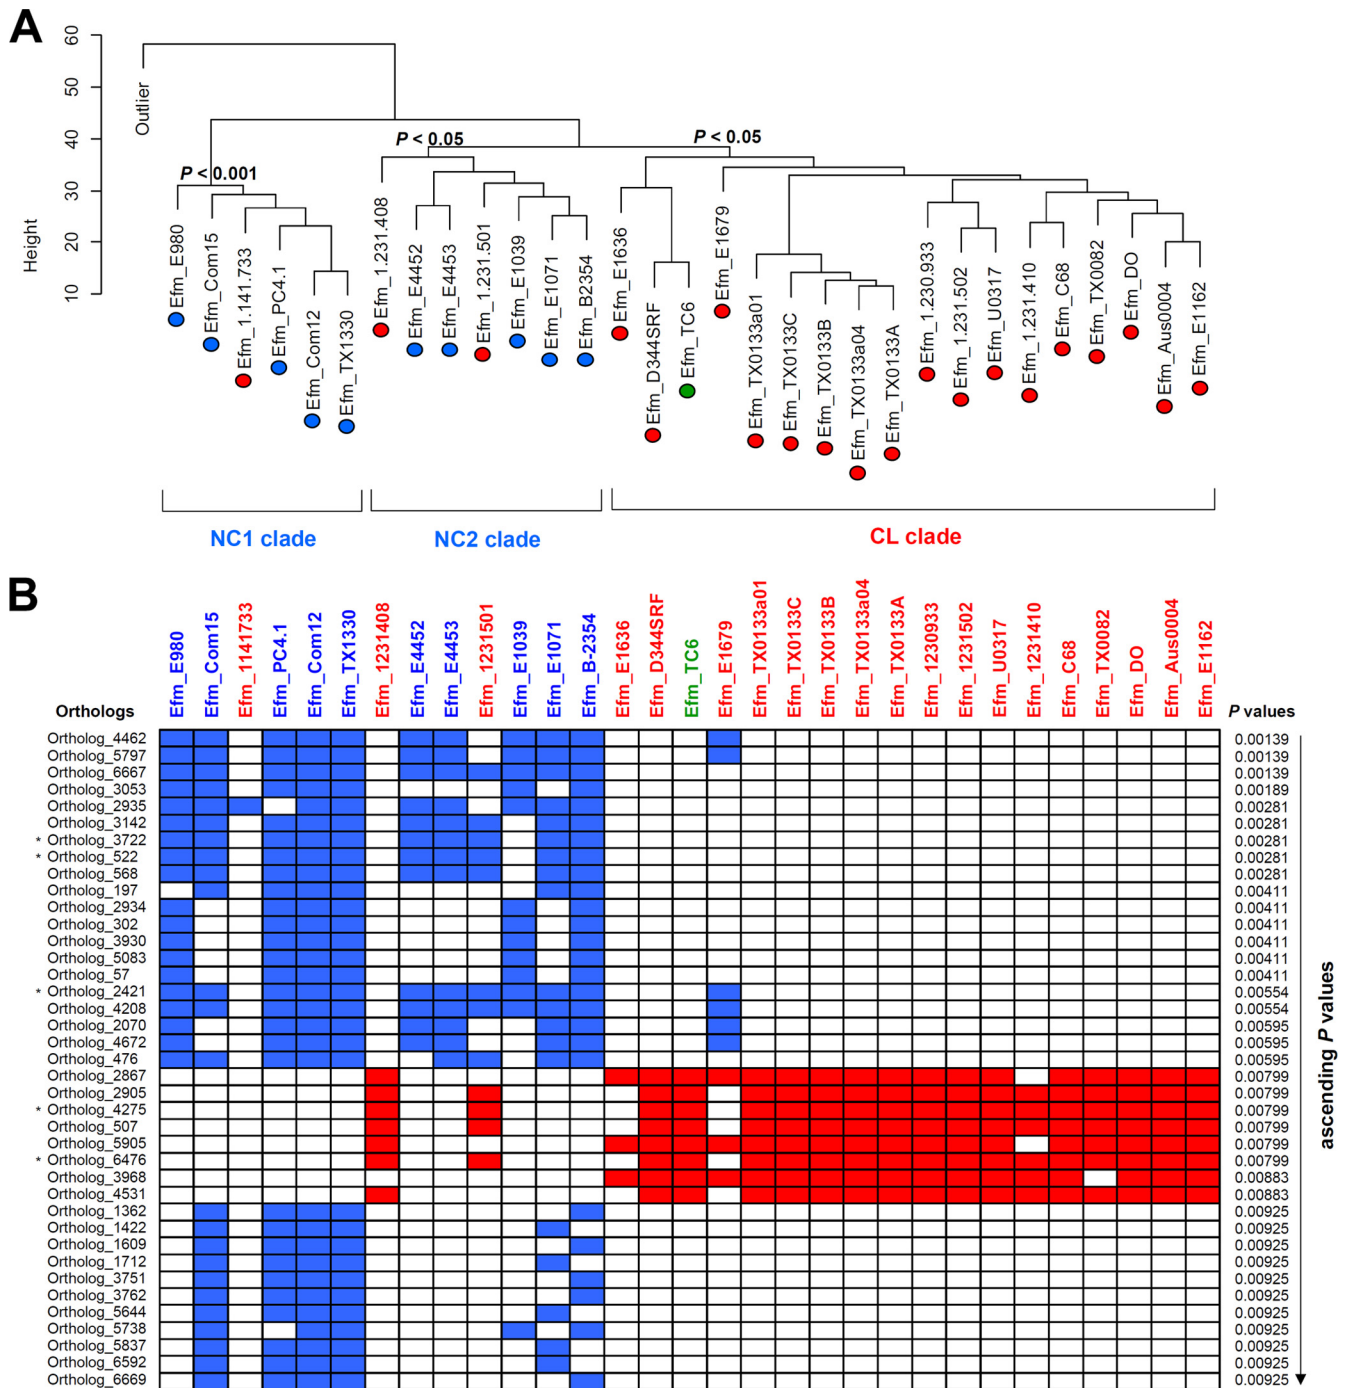 A
60
50
40
30
20
10
Height
Outlier
P < 0.001
P < 0.05
P < 0.05
Efm_E980
Efm_Com15
Efm_1.141.733
Efm_PC4.1
Efm_Com12
Efm_TX1330
Efm_1.231.408
Efm_E4452
Efm_E4453
Efm_1.231.501
Efm_E1039
Efm_E1071
Efm_B2354
Efm_E1636
Efm_D344SRF
Efm_TC6
Efm_E1679
Efm_TX0133a01
Efm_TX0133C
Efm_TX0133B
Efm_TX0133a04
Efm_TX0133A
Efm_1.230.933
Efm_1.231.502
Efm_U0317
Efm_1.231.410
Efm_C68
Efm_TX0082
Efm_DO
Efm_Aus0004
Efm_E1162
NC1 clade
NC2 clade
CL clade
B
Orthologs
Efm_E980
Efm_Com15
Efm_1141733
Efm_PC4.1
Efm_Com12
Efm_TX1330
Efm_1231408
Efm_E4452
Efm_E4453
Efm_1231501
Efm_E1039
Efm_E1071
Efm_B-2354
Efm_E1636
Efm_D344SRF
Efm_TC6
Efm_E1679
Efm_TX0133a01
Efm_TX0133C
Efm_TX0133B
Efm_TX0133a04
Efm_TX0133A
Efm_1230933
Efm_1231502
Efm_U0317
Efm_1231410
Efm_C68
Efm_TX0082
Efm_DO
Efm_Aus0004
Efm_E1162
P values
Ortholog_4462 0.00139
Ortholog_5797 0.00139
Ortholog_6667 0.00139
Ortholog_3053 0.00189
Ortholog_2935 0.00281
Ortholog_3142 0.00281
* Ortholog_3722 0.00281
* Ortholog_522 0.00281
Ortholog_568 0.00281
Ortholog_197 0.00411
Ortholog_2934 0.00411
Ortholog_302 0.00411
Ortholog_3930 0.00411
Ortholog_5083 0.00411
Ortholog_57 0.00411
* Ortholog_2421 0.00554
Ortholog_4208 0.00554
Ortholog_2070 0.00595
Ortholog_4672 0.00595
Ortholog_476 0.00595
Ortholog_2867 0.00799
Ortholog_2905 0.00799
* Ortholog_4275 0.00799
Ortholog_507 0.00799
Ortholog_5905 0.00799
* Ortholog_6476 0.00799
Ortholog_3968 0.00883
Ortholog_4531 0.00883
Ortholog_1362 0.00925
Ortholog_1422 0.00925
Ortholog_1609 0.00925
Ortholog_1712 0.00925
Ortholog_3751 0.00925
Ortholog_3762 0.00925
Ortholog_5644 0.00925
Ortholog_5738 0.00925
Ortholog_5837 0.00925
Ortholog_6592 0.00925
Ortholog_6669 0.00925
ascending P values